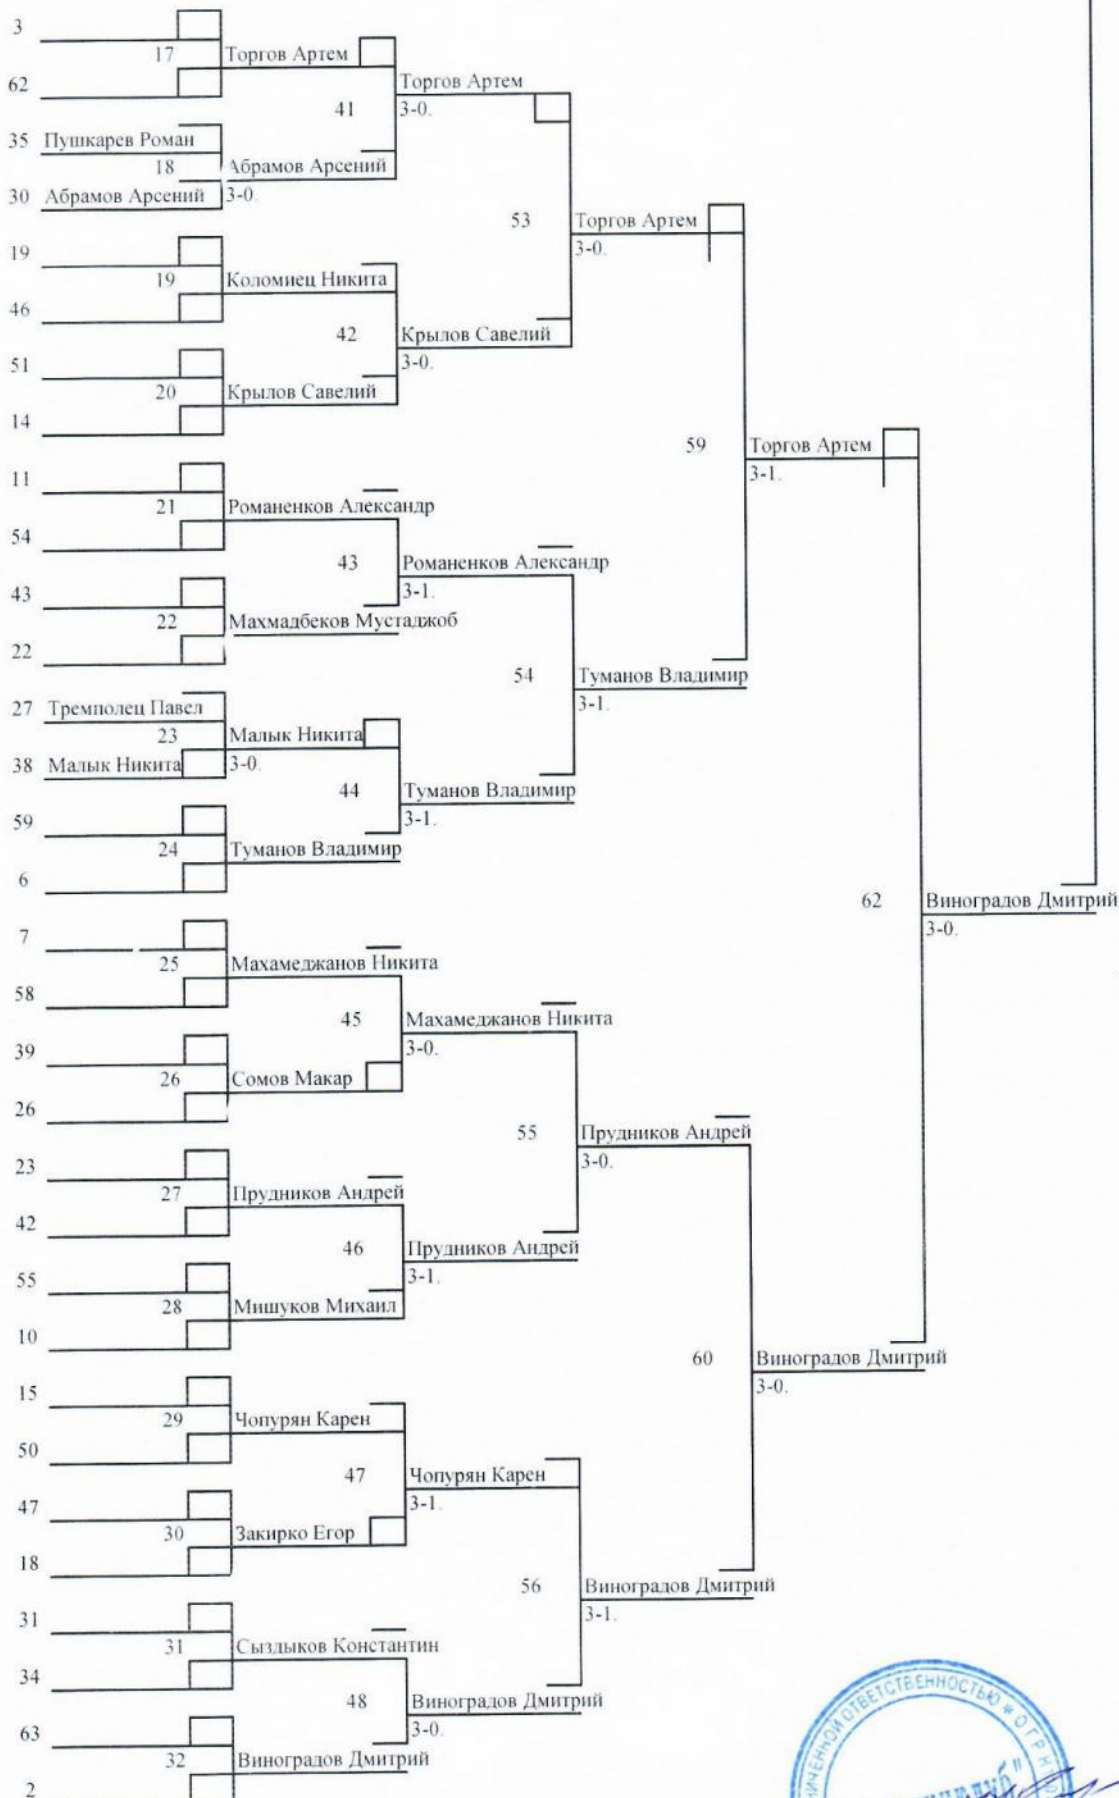 3
17 Торгов Артем
62
Торгов Артем
41 3-0.
35 Пушкарев Роман
18 Абрамов Арсений
30 Абрамов Арсений 3-0.
53 Торгов Артем
3-0.
19
19 Коломиец Никита
46
42 Крылов Савелий
3-0.
51
20 Крылов Савелий
14
59 Торгов Артем
3-1.
11
21 Романенков Александр
54
43 Романенков Александр
3-1.
43
22 Махмадбеков Мустаджоб
22
54 Туманов Владимир
3-1.
27 Тремполец Павел
23 Малык Никита
38 Малык Никита 3-0.
44 Туманов Владимир
3-1.
59
24 Туманов Владимир
6
62 Виноградов Дмитрий
3-0.
7
25 Махамеджанов Никита
58
45 Махамеджанов Никита
3-0.
39
26 Сомов Макар
26
55 Прудников Андрей
3-0.
23
27 Прудников Андрей
42
46 Прудников Андрей
3-1.
55
28 Мишуков Михаил
10
60 Виноградов Дмитрий
3-0.
15
29 Чопурян Карен
50
47 Чопурян Карен
3-1.
47
30 Закирко Егор
18
56 Виноградов Дмитрий
3-1.
31
31 Сыздыков Константин
34
48 Виноградов Дмитрий
3-0.
63
32 Виноградов Дмитрий
2
ОТВЕТСТВЕННОСТЬЮ * ОГРН